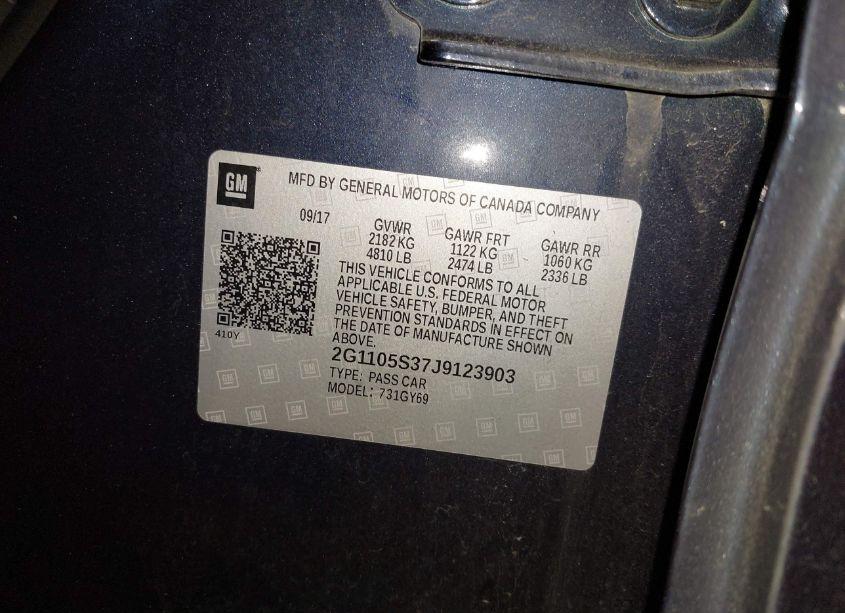 GM
MFD BY GENERAL MOTORS OF CANADA COMPANY
09/17
GVWR
2182 KG
4810 LB
GAWR FRT
1122 KG
2474 LB
GAWR RR
1060 KG
2336 LB
THIS VEHICLE CONFORMS TO ALL
APPLICABLE U.S. FEDERAL MOTOR
VEHICLE SAFETY, BUMPER, AND THEFT
PREVENTION STANDARDS IN EFFECT ON
THE DATE OF MANUFACTURE SHOWN
ABOVE.
410Y
2G1105S37J9123903
TYPE: PASS CAR
MODEL: 731GY69